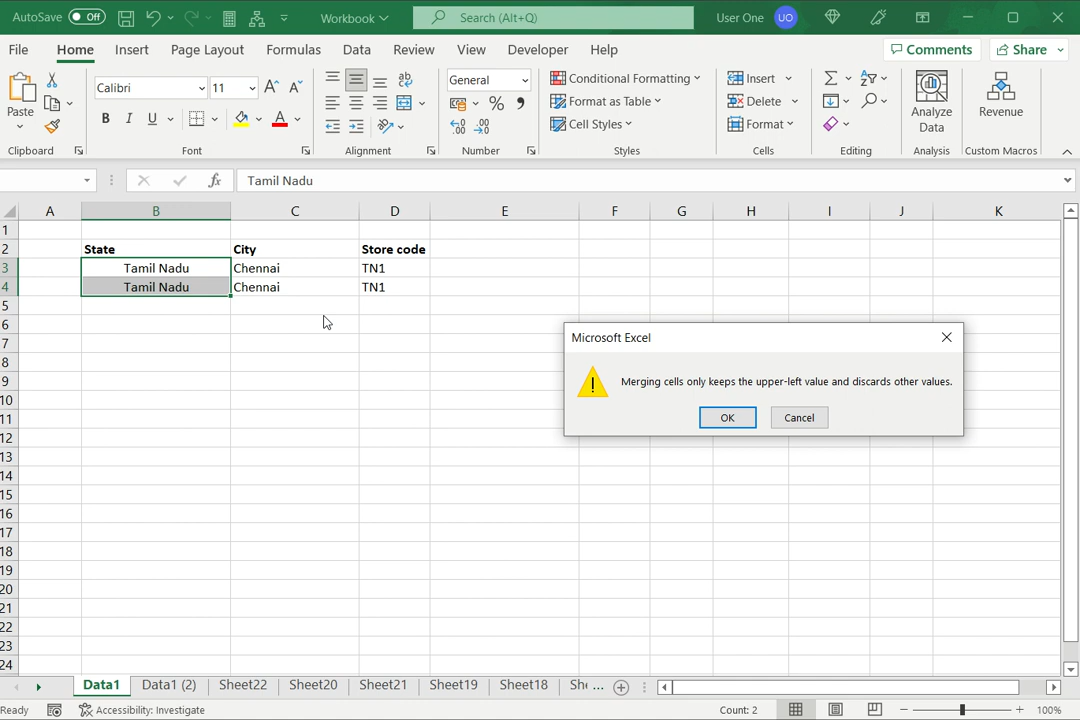 AutoSave Off Workbook Search (Alt+Q) User One UO
File Home Insert Page Layout Formulas Data Review View Developer Help Comments Share
Paste Calibri 11 General Conditional Formatting Insert Analyze Data Revenue
B I U A ab % , Format as Table Delete
Cell Styles Format
Clipboard Font Alignment Number Styles Cells Editing Analysis Custom Macros
fx Tamil Nadu
A B C D E F G H I J K
1
2 State City Store code
3 Tamil Nadu Chennai TN1
4 Tamil Nadu Chennai TN1
5
6
7
8
9
10
11
12
13
14
15
16
17
18
19
20
21
22
23
24
Microsoft Excel
! Merging cells only keeps the upper-left value and discards other values.
OK Cancel
Data1 Data1 (2) Sheet22 Sheet20 Sheet21 Sheet19 Sheet18 She ...
Ready Accessibility: Investigate Count: 2 100%